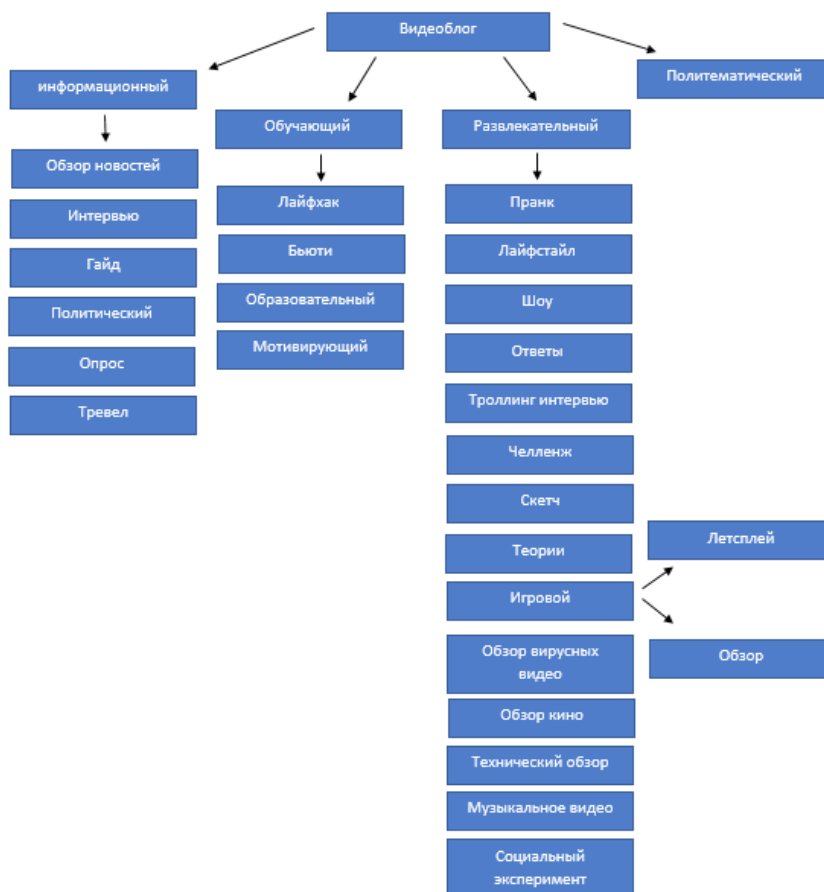 Видеоблог
Политематический
информационный
Обучающий
Развлекательный
Обзор новостей
Интервью
Гайд
Политический
Опрос
Тревел
Лайфхак
Бьюти
Образовательный
Мотивирующий
Пранк
Лайфстайл
Шоу
Ответы
Троллинг интервью
Челлендж
Скетч
Теории
Игровой
Летсплей
Обзор
Обзор вирусных
видео
Обзор кино
Технический обзор
Музыкальное видео
Социальный
эксперимент